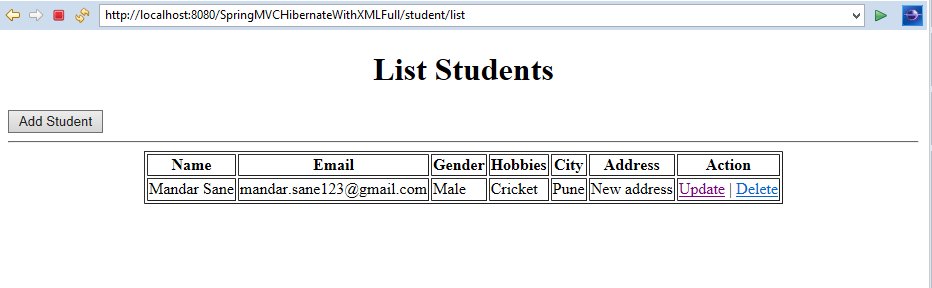 http://localhost:8080/SpringMVCHibernateWithXMLFull/student/list
List Students
Add Student
Name Email Gender Hobbies City Address Action
Mandar Sane mandar.sane123@gmail.com Male Cricket Pune New address Update | Delete